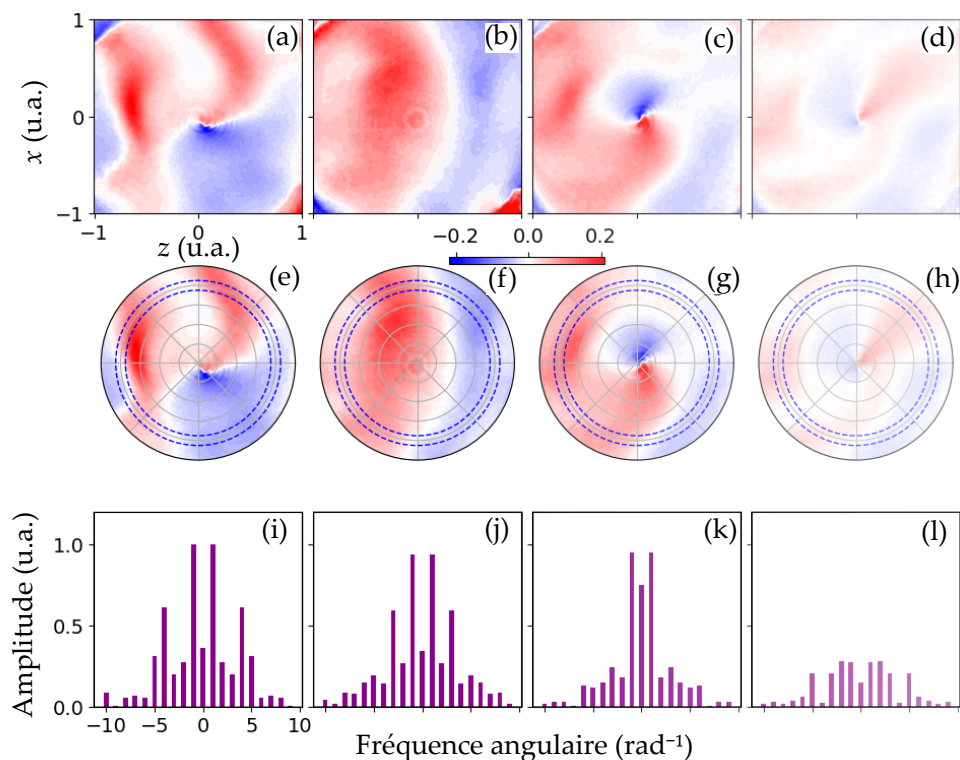 1
(a)
(b)
(c)
(d)
x (u.a.)
0
−1
−1
0
1
z (u.a.)
−0.2
0.0
0.2
(e)
(f)
(g)
(h)
(i)
(j)
(k)
(l)
Amplitude (u.a.)
1.0
0.5
0.0
−10
−5
0
5
10
Fréquence angulaire (rad⁻¹)